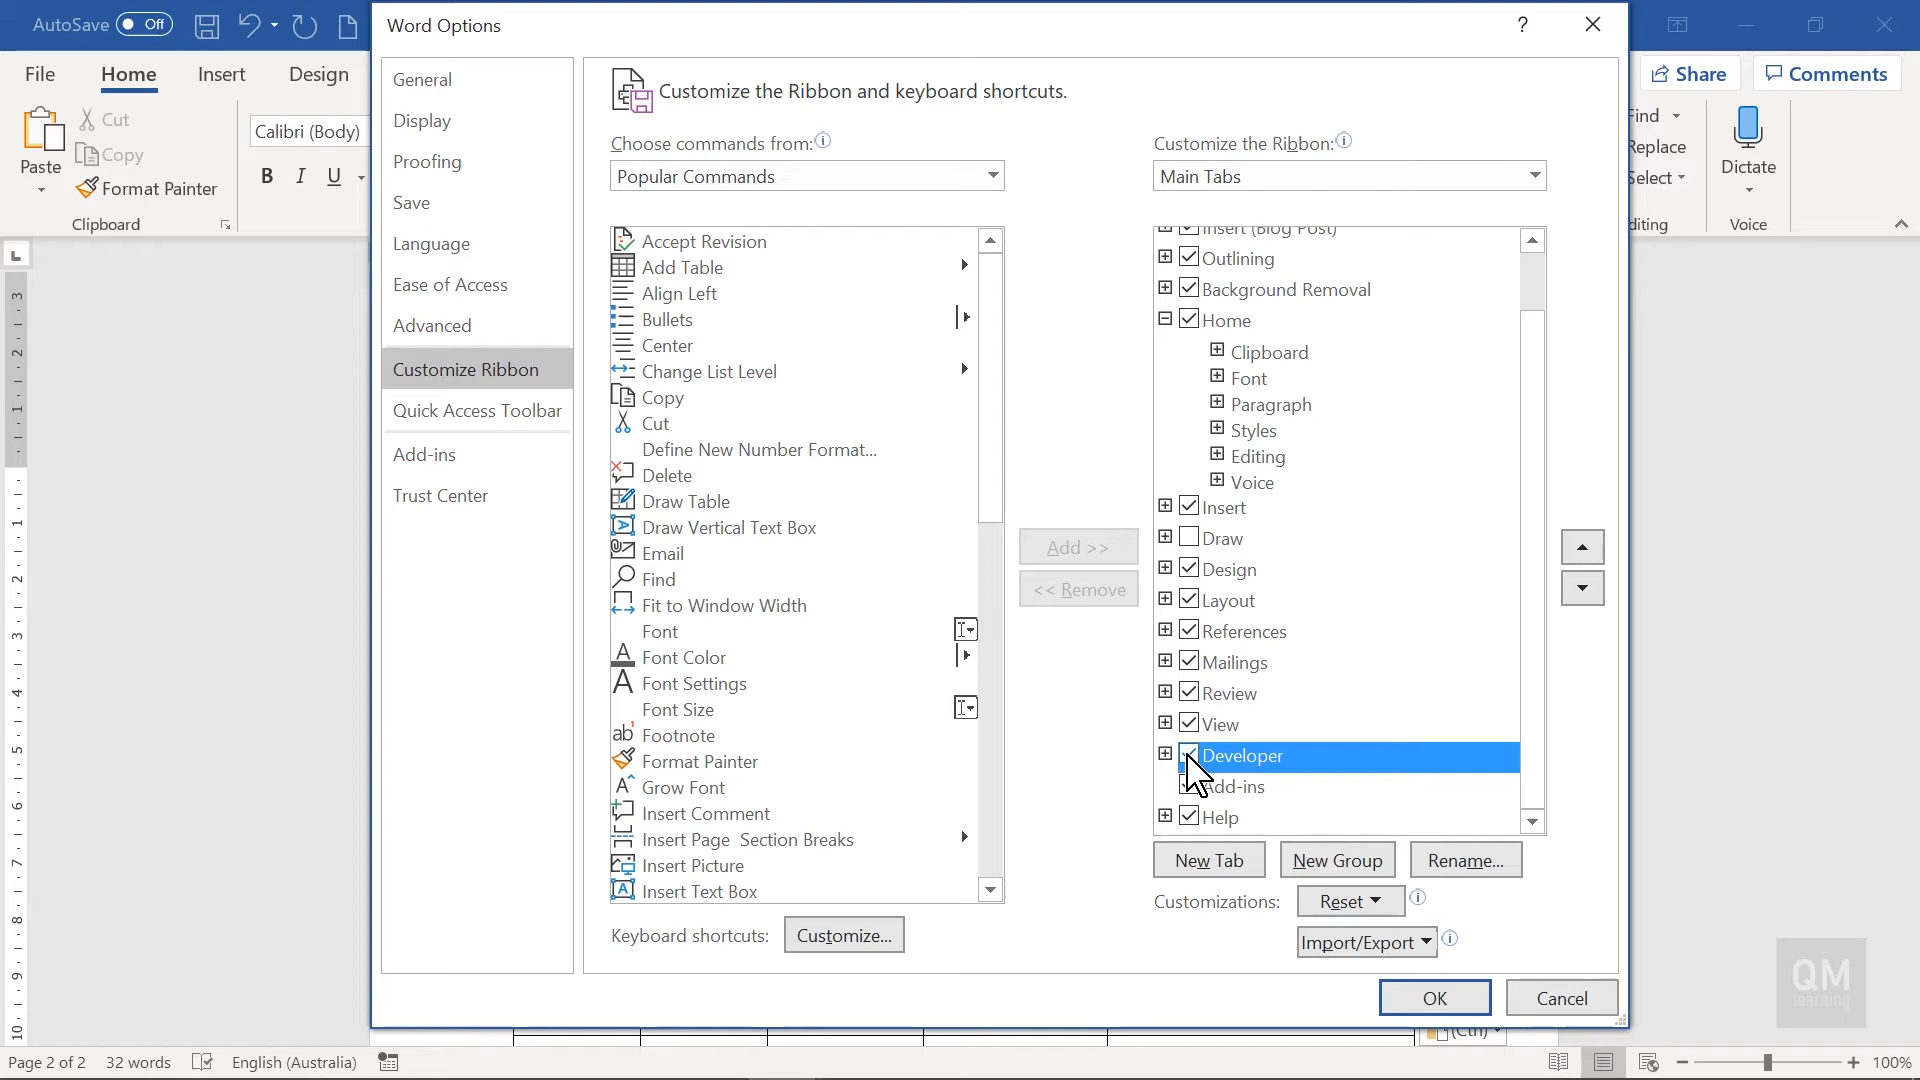 AutoSave Off
Word Options
File Home Insert Design
Share Comments
Cut
Copy
Format Painter
Paste
Clipboard
Calibri (Body)
B I U
Find
Replace
Select
diting
Dictate
Voice
General
Display
Proofing
Save
Language
Ease of Access
Advanced
Customize Ribbon
Quick Access Toolbar
Add-ins
Trust Center
Customize the Ribbon and keyboard shortcuts.
Choose commands from:
Popular Commands
Accept Revision
Add Table
Align Left
Bullets
Center
Change List Level
Copy
Cut
Define New Number Format...
Delete
Draw Table
Draw Vertical Text Box
Email
Find
Fit to Window Width
Font
Font Color
Font Settings
Font Size
Footnote
Format Painter
Grow Font
Insert Comment
Insert Page Section Breaks
Insert Picture
Insert Text Box
Keyboard shortcuts: Customize...
Add >>
<< Remove
Customize the Ribbon:
Main Tabs
Insert (Blog Post)
Outlining
Background Removal
Home
Clipboard
Font
Paragraph
Styles
Editing
Voice
Insert
Draw
Design
Layout
References
Mailings
Review
View
Developer
Add-ins
Help
New Tab New Group Rename...
Customizations: Reset
Import/Export
OK Cancel
(Ctrl)
QM
learning
Page 2 of 2 32 words English (Australia) 100%